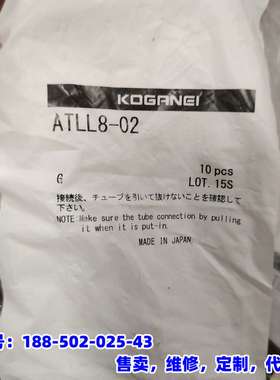 KOGANEI
ATLL8-02
10 pcs
G
LOT. 15S
接続後、チューブを引いて抜けないことを確認して
下さい。
NOTE:Make sure the tube connection by pulling
it when it is put-in.
MADE IN JAPAN
号：188-502-025-43
售卖，维修，定制，代